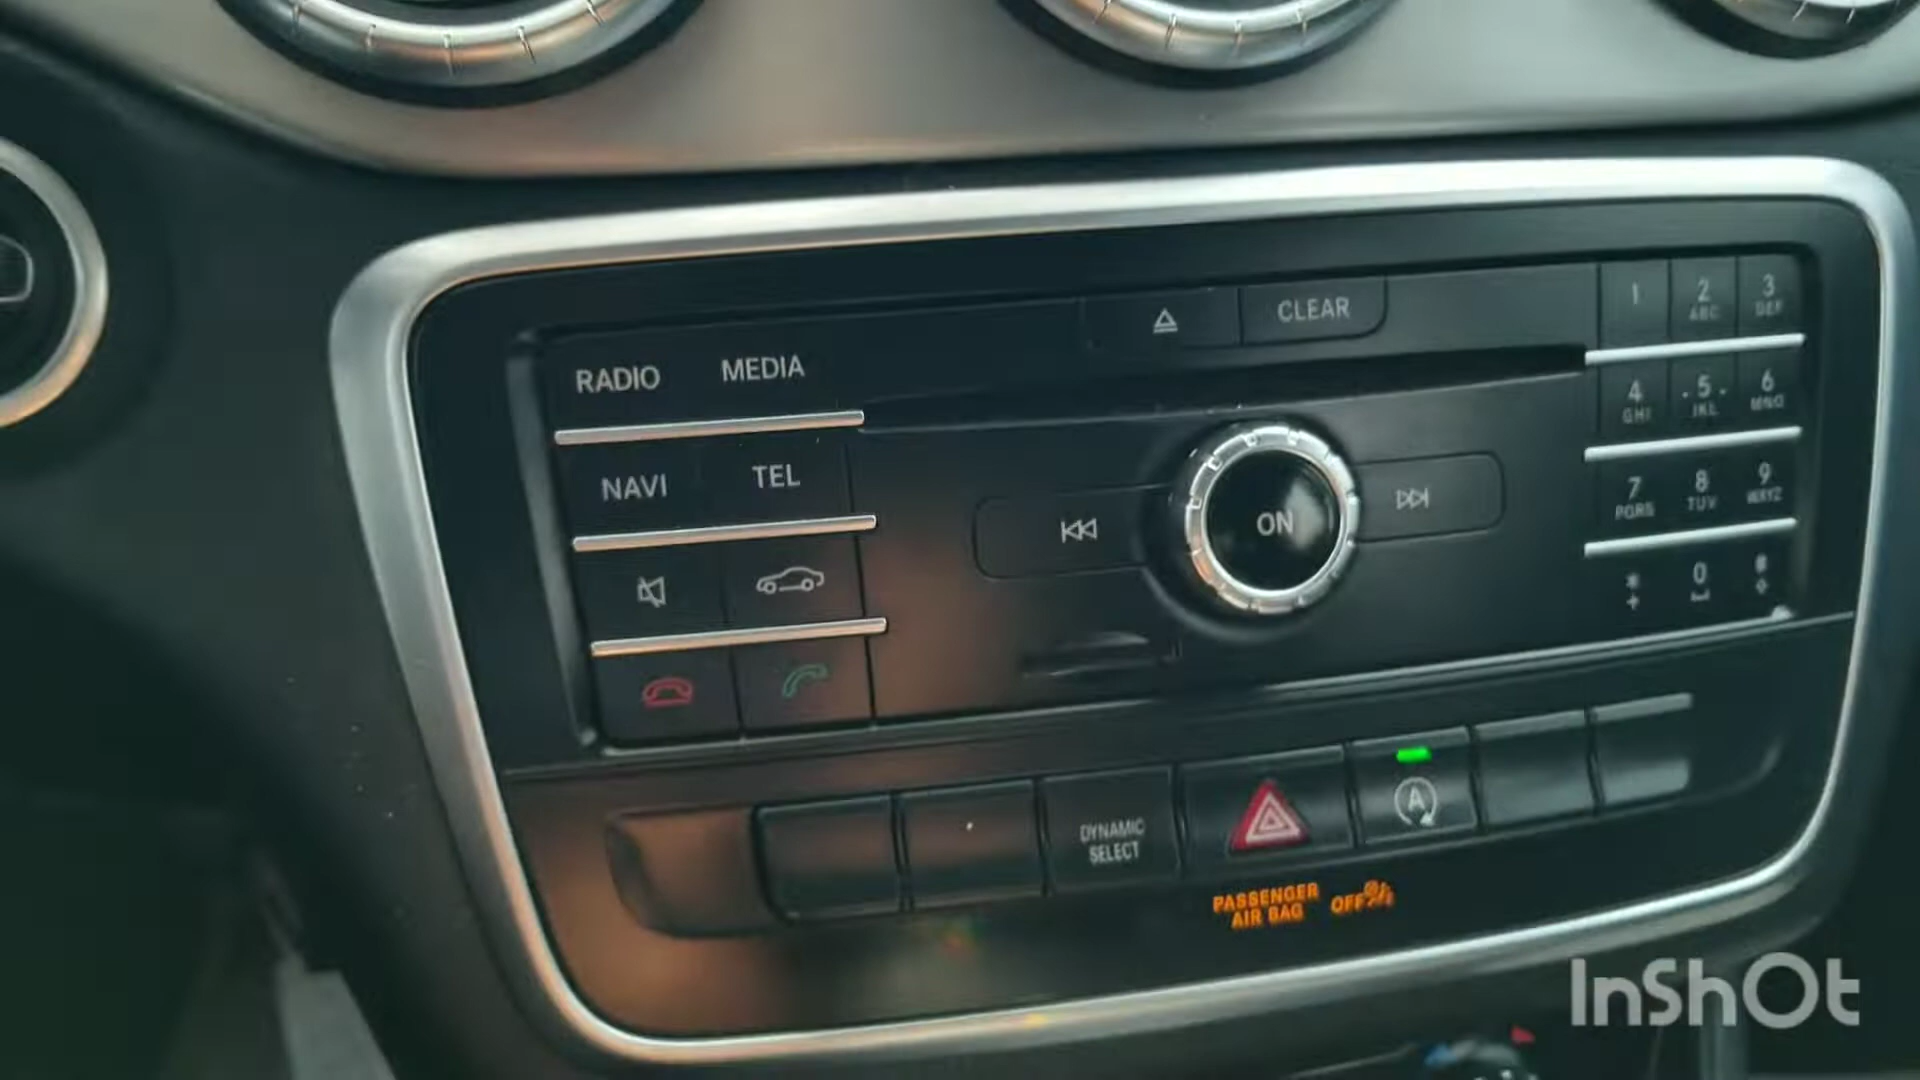 CLEAR
1
2
ABC
3
DEF
RADIO MEDIA
4
GHI
5
JKL
6
MNO
NAVI TEL
ON
7
PQRS
8
TUV
9
WXYZ
*
+
0
#
DYNAMIC
SELECT
A
PASSENGER
AIR BAG OFF
InShOt